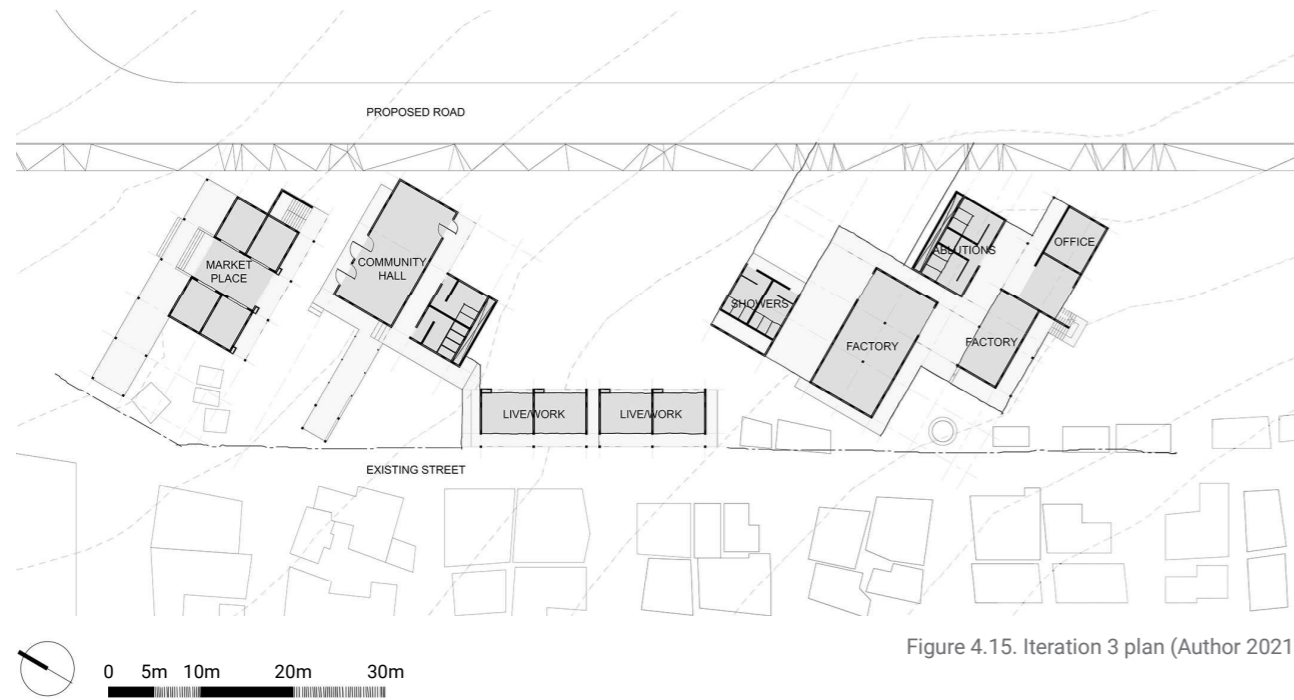 PROPOSED ROAD
MARKET
PLACE
COMMUNITY
HALL
SHOWERS
FACTORY
ABLUTIONS
OFFICE
FACTORY
LIVE/WORK
LIVE/WORK
EXISTING STREET
0 5m 10m 20m 30m
Figure 4.15. Iteration 3 plan (Author 2021